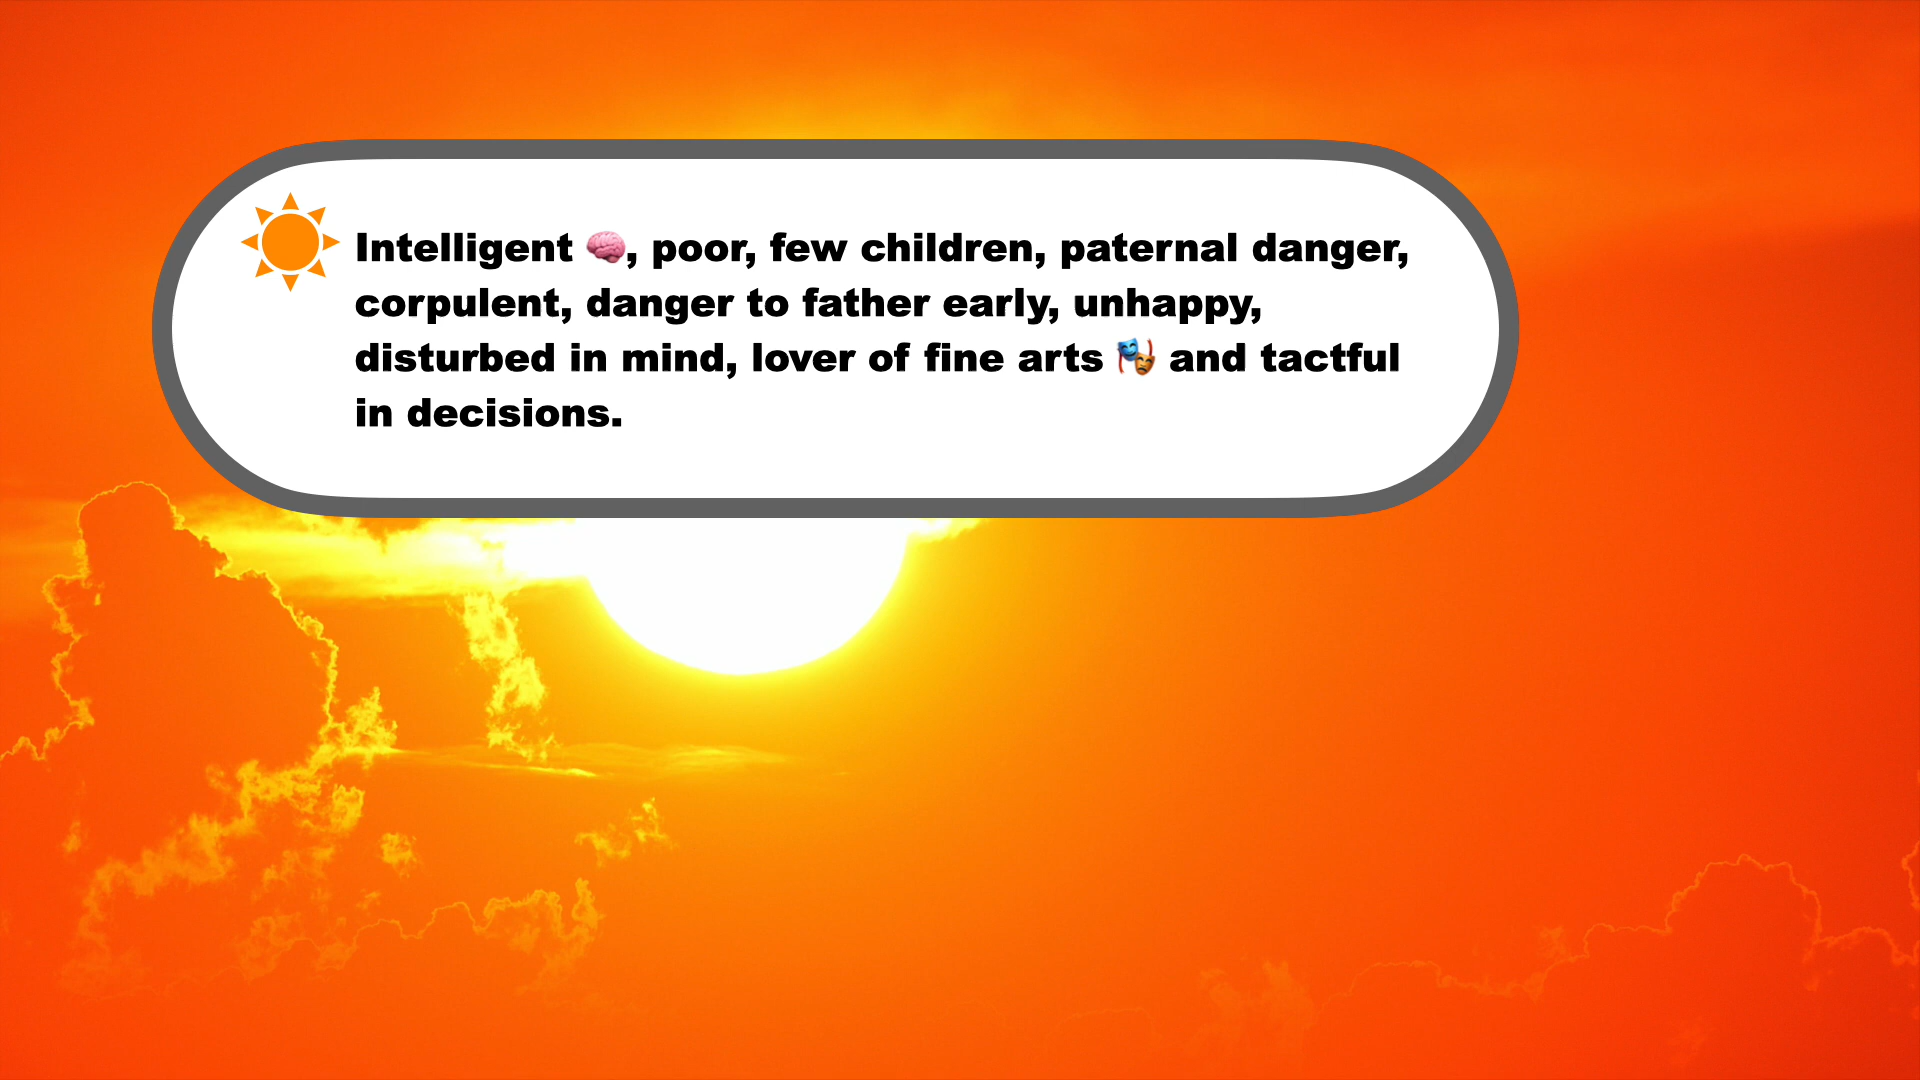 Intelligent 🧠, poor, few children, paternal danger,
corpulent, danger to father early, unhappy,
disturbed in mind, lover of fine arts 🎭 and tactful
in decisions.